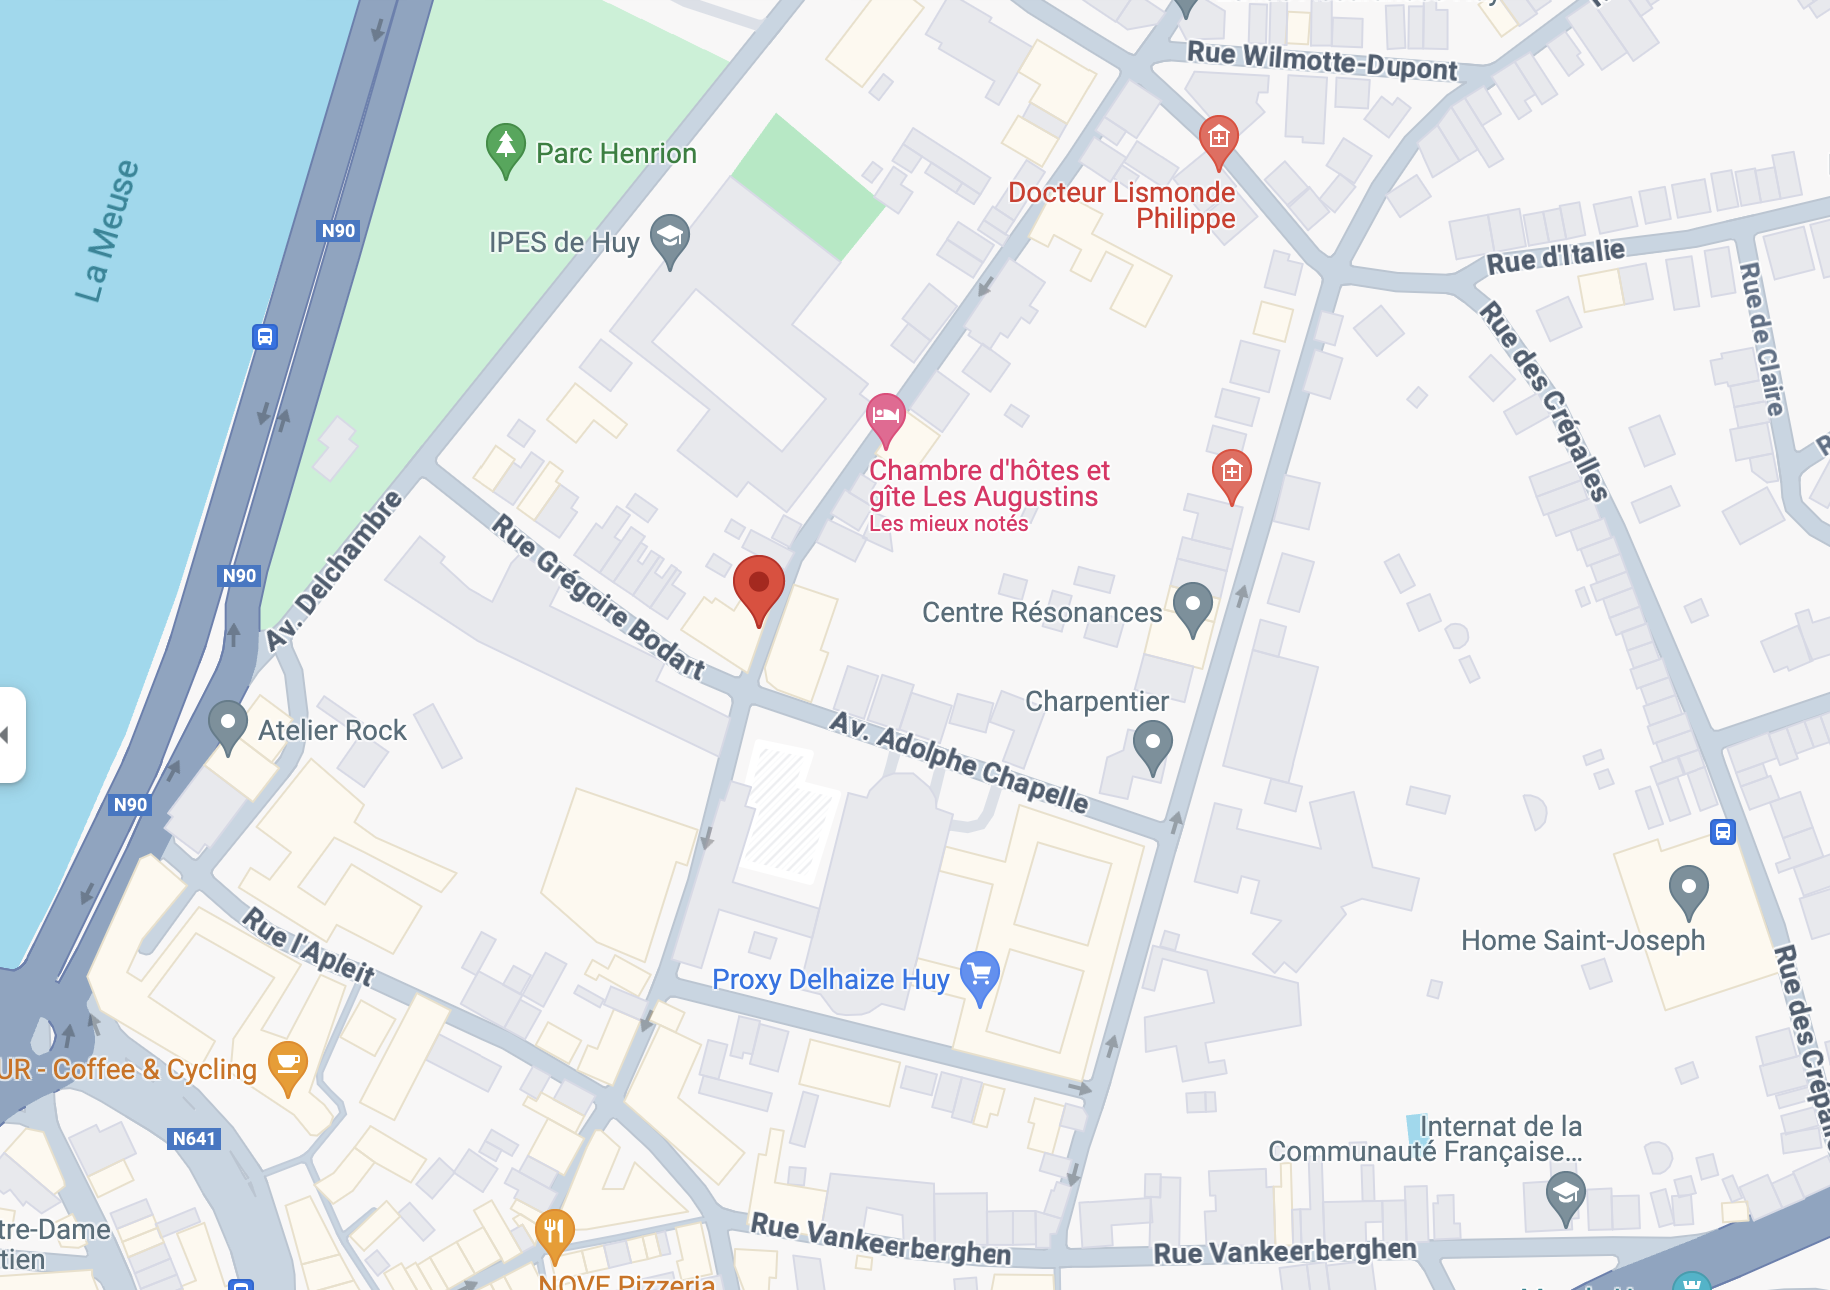 Rue Wilmotte-Dupont
Parc Henrion
La Meuse
N90
IPES de Huy
Docteur Lismonde
Philippe
Rue d'Italie
Rue de Claire
Rue des Crépalles
Chambre d'hôtes et
gîte Les Augustins
Les mieux notés
Rue Grégoire Bodart
Av. Delchambre
N90
Centre Résonances
Charpentier
Atelier Rock
Av. Adolphe Chapelle
N90
Rue l'Apleit
Home Saint-Joseph
Proxy Delhaize Huy
Rue des Crépalles
UR - Coffee & Cycling
N641
Internat de la
Communauté Française...
tre-Dame
tien
Rue Vankeerberghen
Rue Vankeerberghen
NOVE Pizzeria